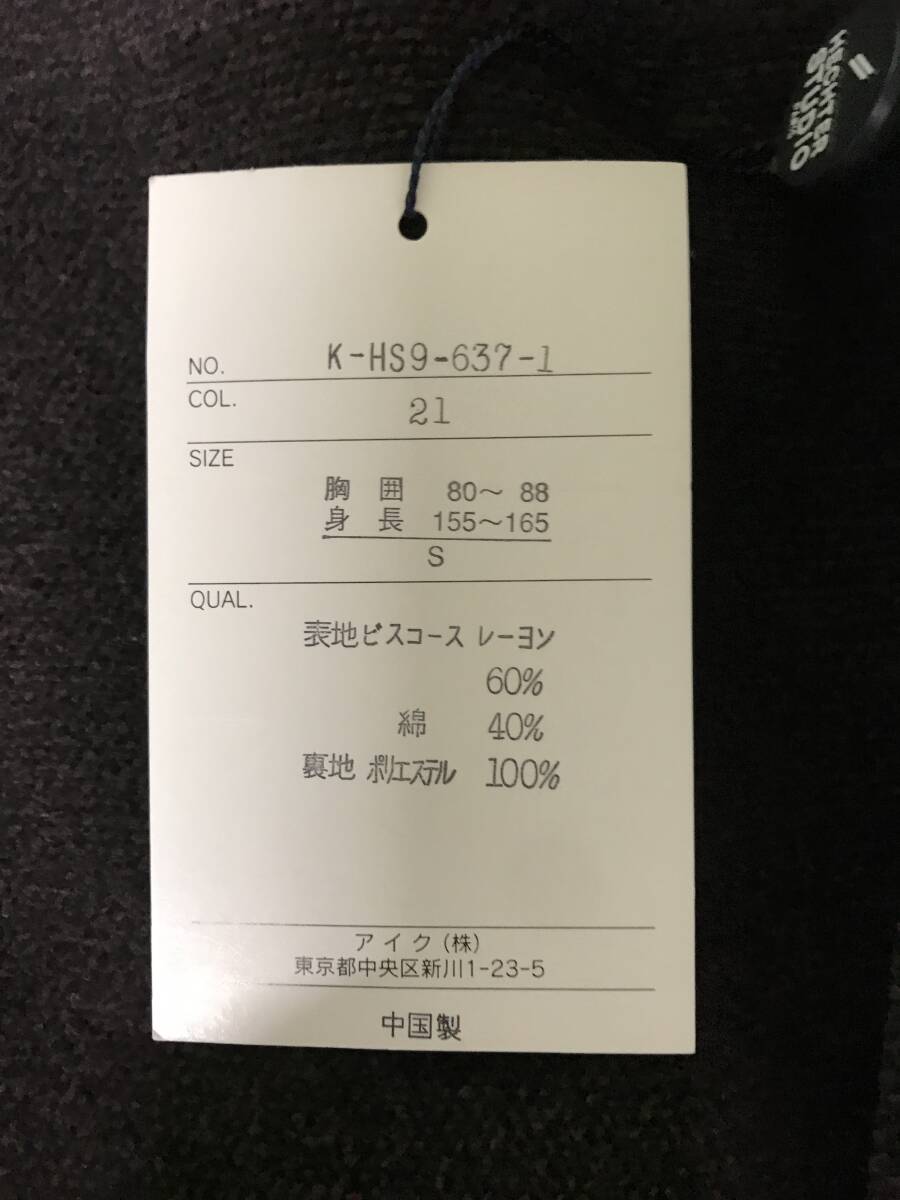 HECHTER
STUDIO
NO. K-HS9-637-1
COL. 21
SIZE
胸囲 80～88
身長 155～165
S
QUAL.
表地ビスコース レーヨン
60%
綿 40%
裏地 ポリエステル 100%
アイク(株)
東京都中央区新川1-23-5
中国製